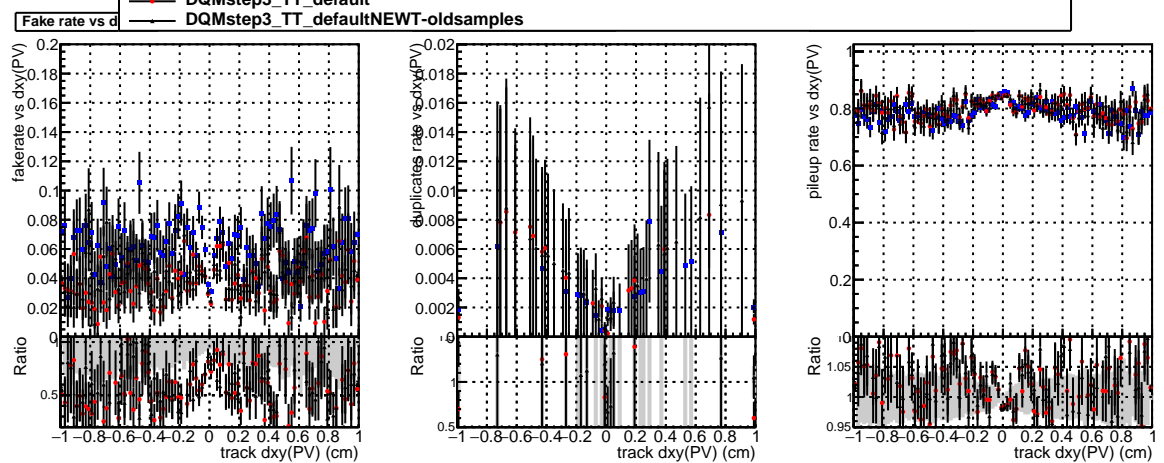 DQMstep3_TT_default
DQMstep3_TT_defaultNEWT-oldsamples
Fake rate vs d
fakerate vs dxy(PV)
0.2
0.18
0.16
0.14
0.12
0.1
0.08
0.06
0.04
0.02
0
Ratio
0.5
−1 −0.8 −0.6 −0.4 −0.2 0 0.2 0.4 0.6 0.8 1
track dxy(PV) (cm)
duplicates rate vs dxy(PV)
0.02
0.018
0.016
0.014
0.012
0.01
0.008
0.006
0.004
0.002
0
Ratio
1
0.5
−1 −0.8 −0.6 −0.4 −0.2 0 0.2 0.4 0.6 0.8 1
track dxy(PV) (cm)
pileup rate vs dxy(PV)
1
0.8
0.6
0.4
0.2
0
Ratio
1.05
1
0.95
−1 −0.8 −0.6 −0.4 −0.2 0 0.2 0.4 0.6 0.8 1
track dxy(PV) (cm)